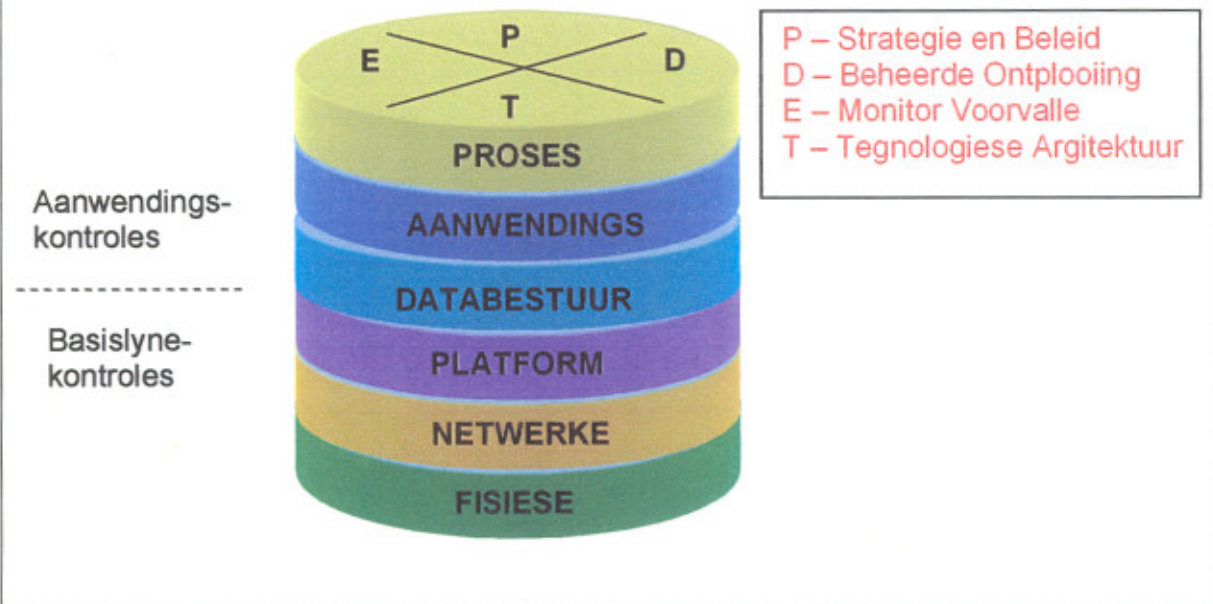 P
E
D
T
PROSES
AANWENDINGS
DATABESTUUR
PLATFORM
NETWERKE
FISIESE
Aanwendings-
kontroles
Basislyne-
kontroles
P – Strategie en Beleid
D – Beheerde Ontplooiing
E – Monitor Voorvalle
T – Tegnologiese Argitektuur